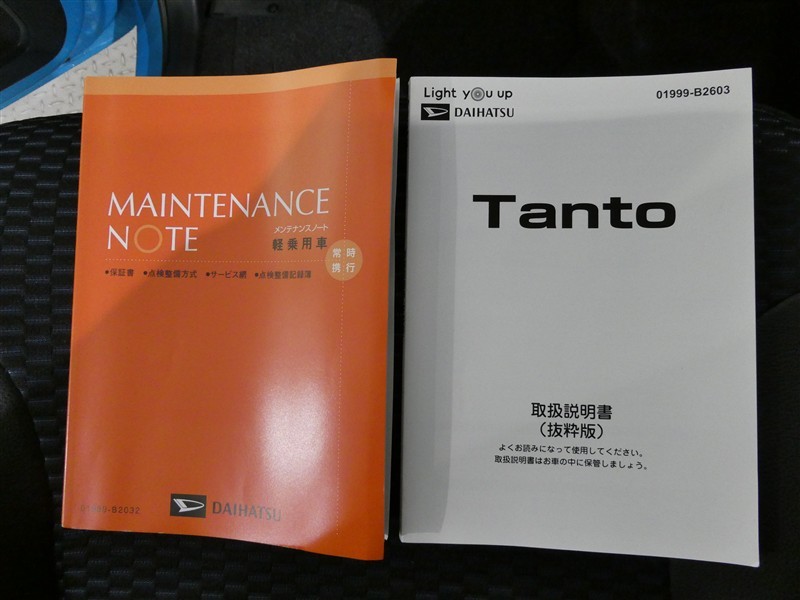 MAINTENANCE
NOTE
メンテナンスノート
軽乗用車
常時
携行
●保証書 ●点検整備方式 ●サービス網 ●点検整備記録簿
01999-B2032
DAIHATSU
Light you up
DAIHATSU
01999-B2603
Tanto
取扱説明書
（抜粋版）
よくお読みになって使用してください。
取扱説明書はお車の中に保管しましょう。